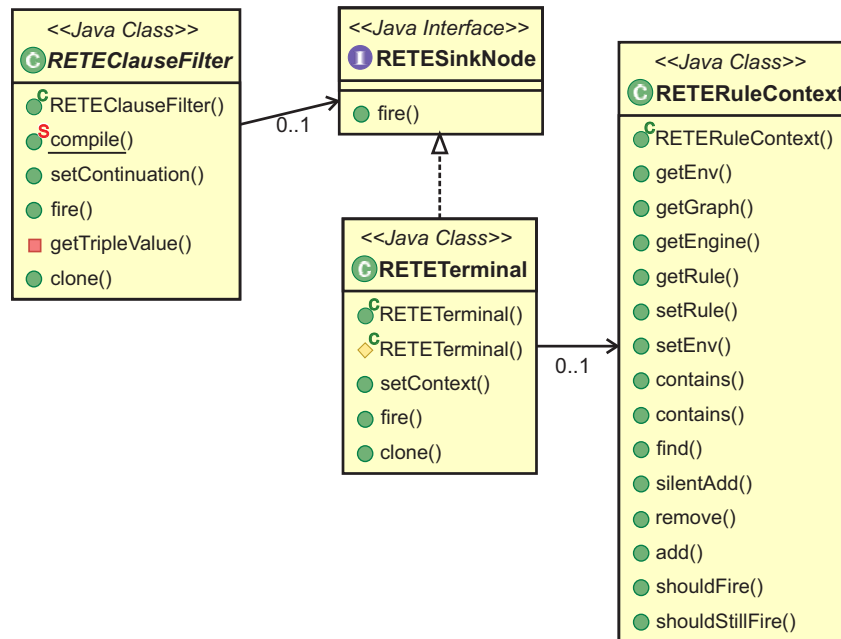 <<Java Class>>
C RETEClauseFilter
C RETEClauseFilter()
S compile()
setContinuation()
fire()
getTripleValue()
clone()
0..1
<<Java Interface>>
I RETESinkNode
fire()
<<Java Class>>
C RETETerminal
C RETETerminal()
C RETETerminal()
setContext()
fire()
clone()
0..1
<<Java Class>>
C RETERuleContext
C RETERuleContext()
getEnv()
getGraph()
getEngine()
getRule()
setRule()
setEnv()
contains()
contains()
find()
silentAdd()
remove()
add()
shouldFire()
shouldStillFire()